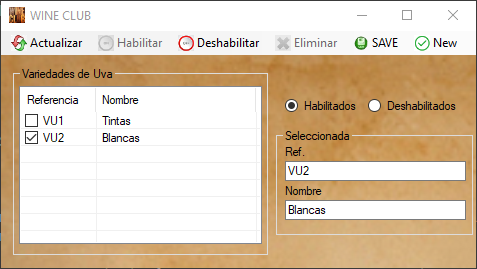 WINE CLUB
Actualizar Habilitar Deshabilitar Eliminar SAVE New
Variedades de Uva
Referencia Nombre
VU1 Tintas
VU2 Blancas
Habilitados Deshabilitados
Seleccionada
Ref.
VU2
Nombre
Blancas